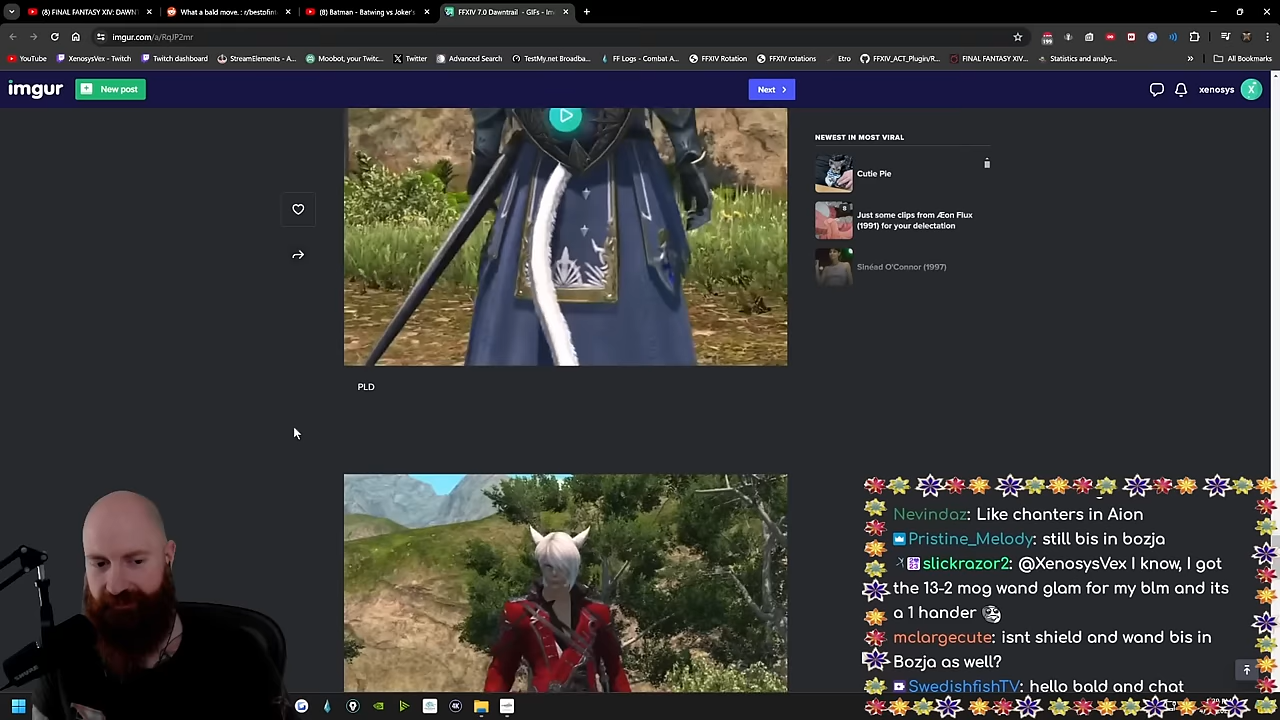 (8) FINAL FANTASY XIV: DAWN
What a bald move. : r/bestofin
(8) Batman - Batwing vs Joker's
FFXIV 7.0 Dawntrail - GIFs - Im
imgur.com/a/RqJP2mr
YouTube
XenosysVex - Twitch
Twitch dashboard
StreamElements - A...
Moobot, your Twitc...
Twitter
Advanced Search
TestMy.net Broadba...
FF Logs - Combat A...
FFXIV Rotation
FFXIV rotations
Etro
FFXIV_ACT_Plugin/R...
FINAL FANTASY XIV...
Statistics and analys...
All Bookmarks
imgur
New post
Next
xenosys
X
NEWEST IN MOST VIRAL
Cutie Pie
Just some clips from Æon Flux
(1991) for your delectation
Sinéad O'Connor (1997)
PLD
Nevindaz: Like chanters in Aion
Pristine_Melody: still bis in bozja
slickrazor2: @XenosysVex I know, I got
the 13-2 mog wand glam for my blm and its
a 1 hander
mclargecute: isnt shield and wand bis in
Bozja as well?
SwedishfishTV: hello bald and chat